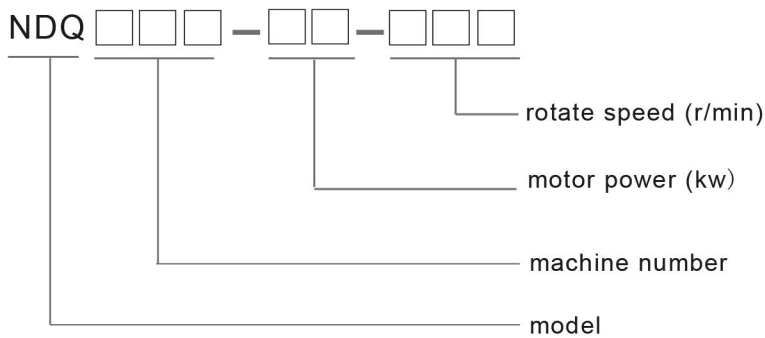 NDQ□□□-□□-□□□
rotate speed (r/min)
motor power (kw）
machine number
model